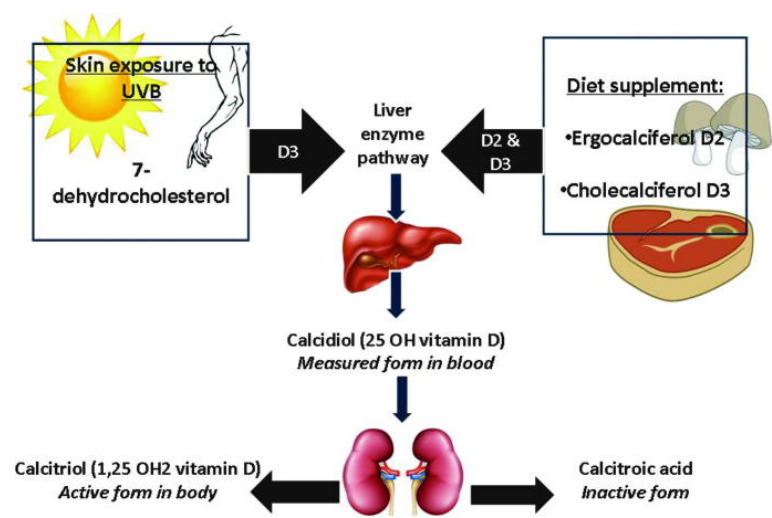 Skin exposure to
UVB
7-
dehydrocholesterol
D3
Liver
enzyme
pathway
D2 &
D3
Diet supplement:
•Ergocalciferol D2
•Cholecalciferol D3
Calcidiol (25 OH vitamin D)
Measured form in blood
Calcitriol (1,25 OH2 vitamin D)
Active form in body
Calcitroic acid
Inactive form